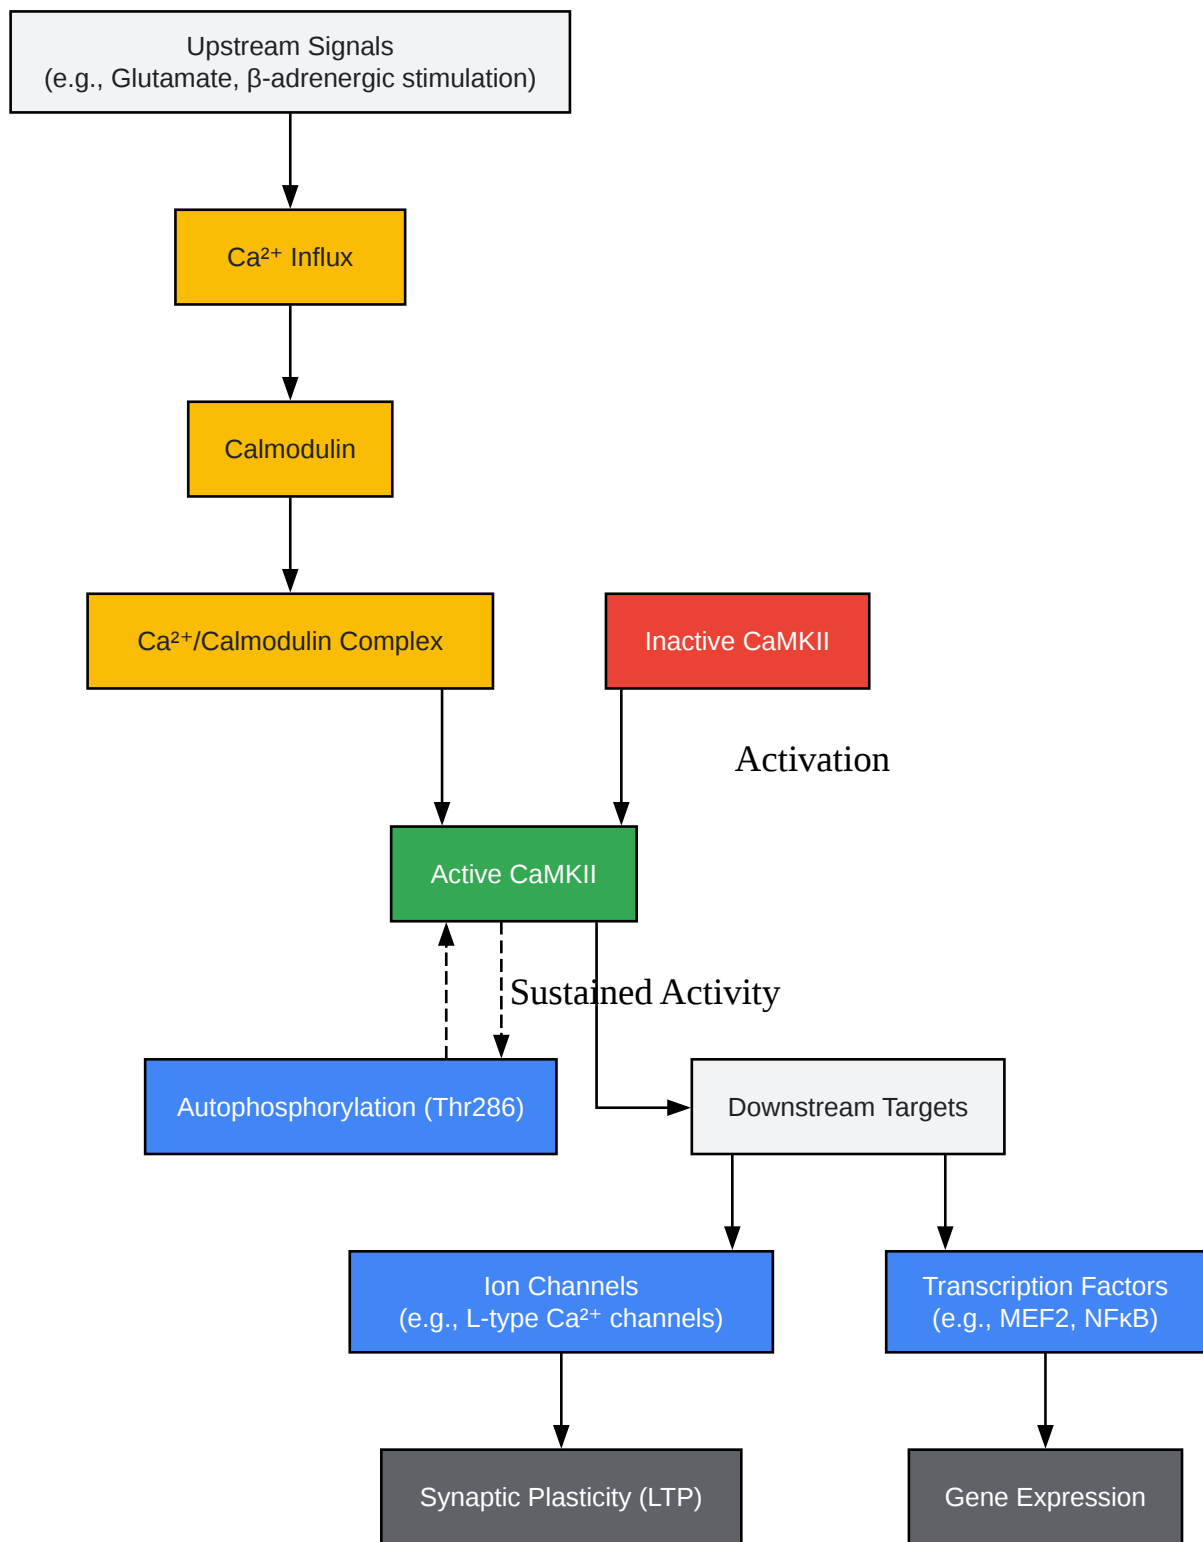 Upstream Signals
(e.g., Glutamate, β-adrenergic stimulation)
Ca²⁺ Influx
Calmodulin
Ca²⁺/Calmodulin Complex
Inactive CaMKII
Activation
Active CaMKII
Sustained Activity
Autophosphorylation (Thr286)
Downstream Targets
Ion Channels
(e.g., L-type Ca²⁺ channels)
Transcription Factors
(e.g., MEF2, NFκB)
Synaptic Plasticity (LTP)
Gene Expression